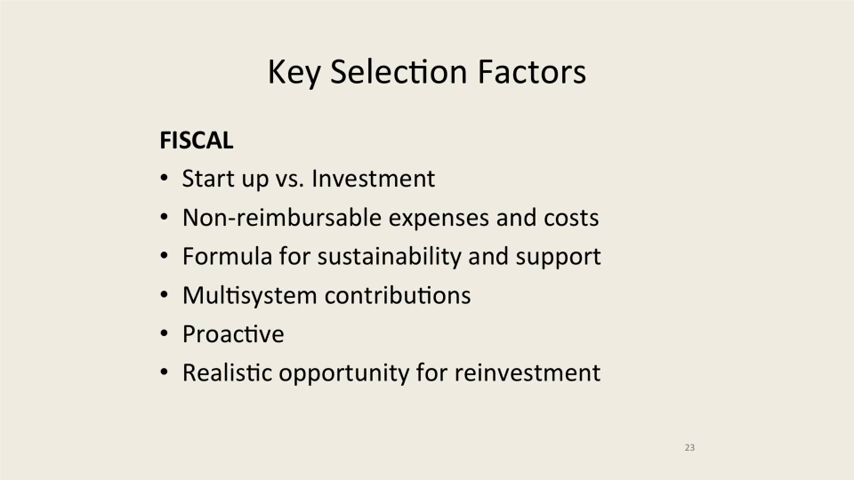 Key Selection Factors
FISCAL
• Start up vs. Investment
• Non-reimbursable expenses and costs
• Formula for sustainability and support
• Multisystem contributions
• Proactive
• Realistic opportunity for reinvestment
23